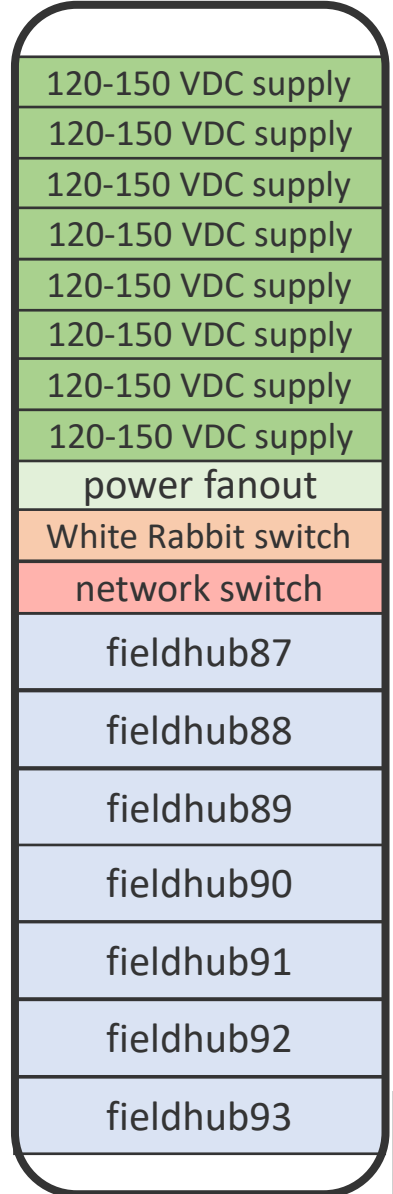 120-150 VDC supply
120-150 VDC supply
120-150 VDC supply
120-150 VDC supply
120-150 VDC supply
120-150 VDC supply
120-150 VDC supply
120-150 VDC supply
power fanout
White Rabbit switch
network switch
fieldhub87
fieldhub88
fieldhub89
fieldhub90
fieldhub91
fieldhub92
fieldhub93